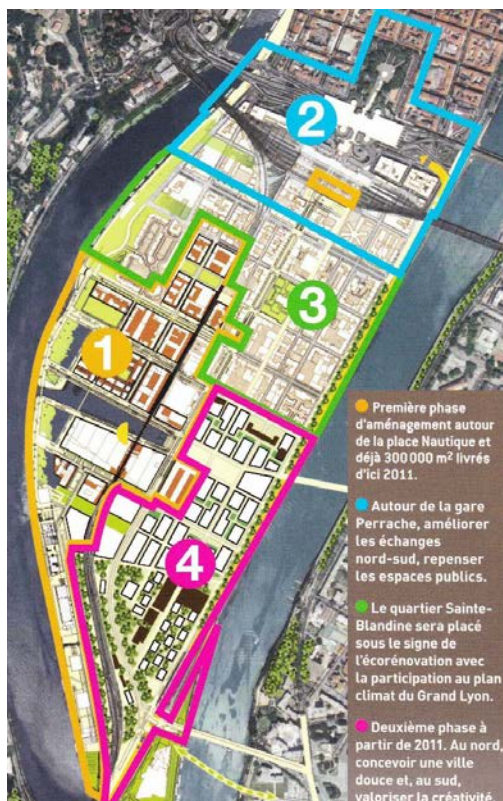 2
3
1
4
Première phase
d'aménagement autour
de la place Nautique et
déjà 300 000 m² livrés
d'ici 2011.
Autour de la gare
Perrache, améliorer
les échanges
nord-sud, repenser
les espaces publics.
Le quartier Sainte-
Blandine sera placé
sous le signe de
l'écorénovation avec
la participation au plan
climat du Grand Lyon.
Deuxième phase à
partir de 2011. Au nord,
concevoir une ville
douce et, au sud,
valoriser la créativité